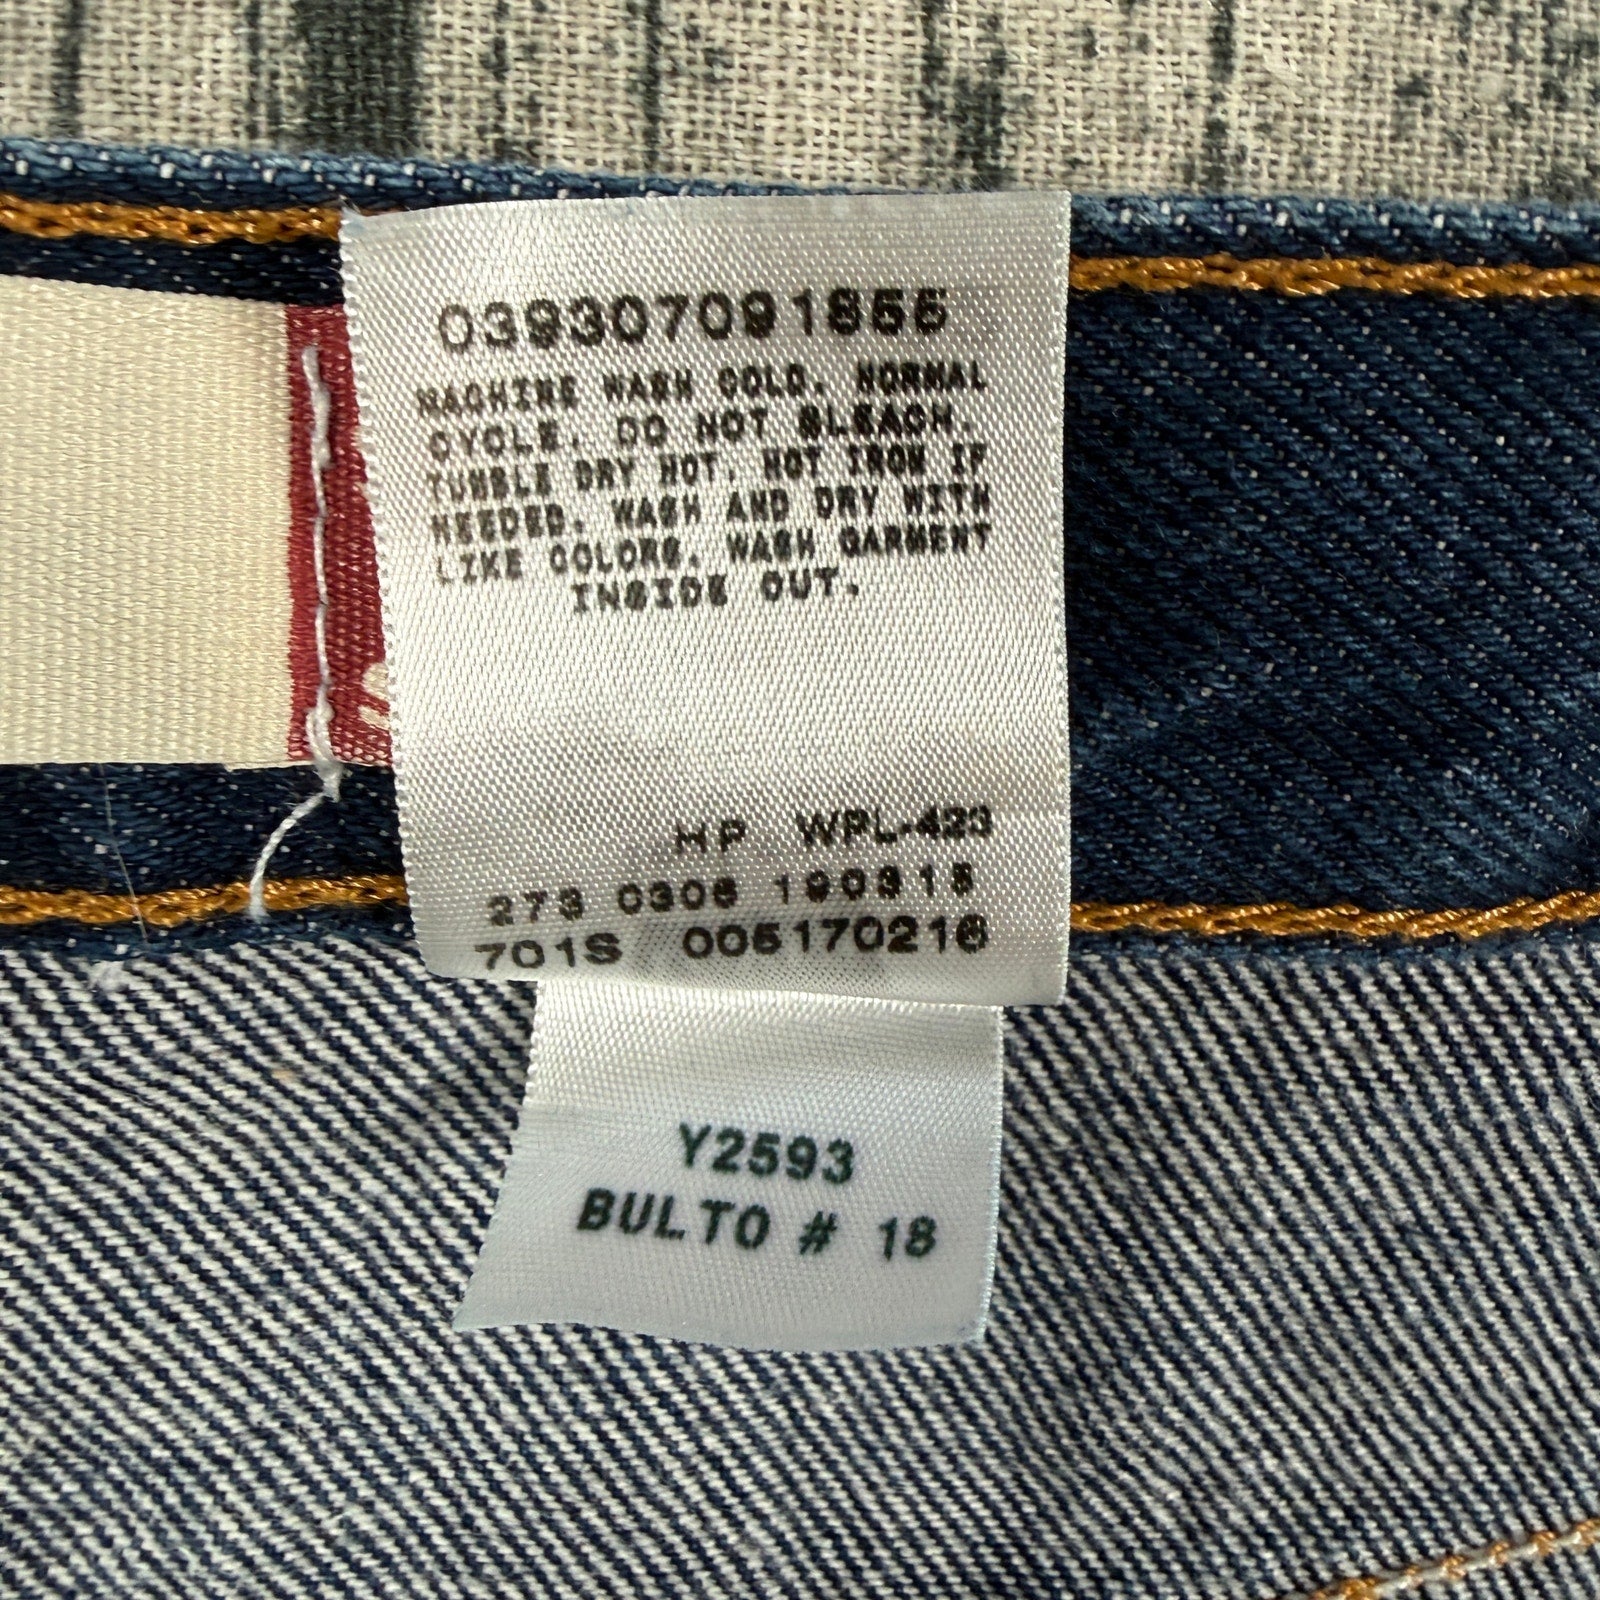 039307091855
MACHINE WASH COLD. NORMAL
CYCLE. DO NOT BLEACH.
TUMBLE DRY HOT. HOT IRON IF
NEEDED. WASH AND DRY WITH
LIKE COLORS. WASH GARMENT
INSIDE OUT.
HP WPL-423
273 0306 190315
701S 005170216
Y2593
BULTO # 18